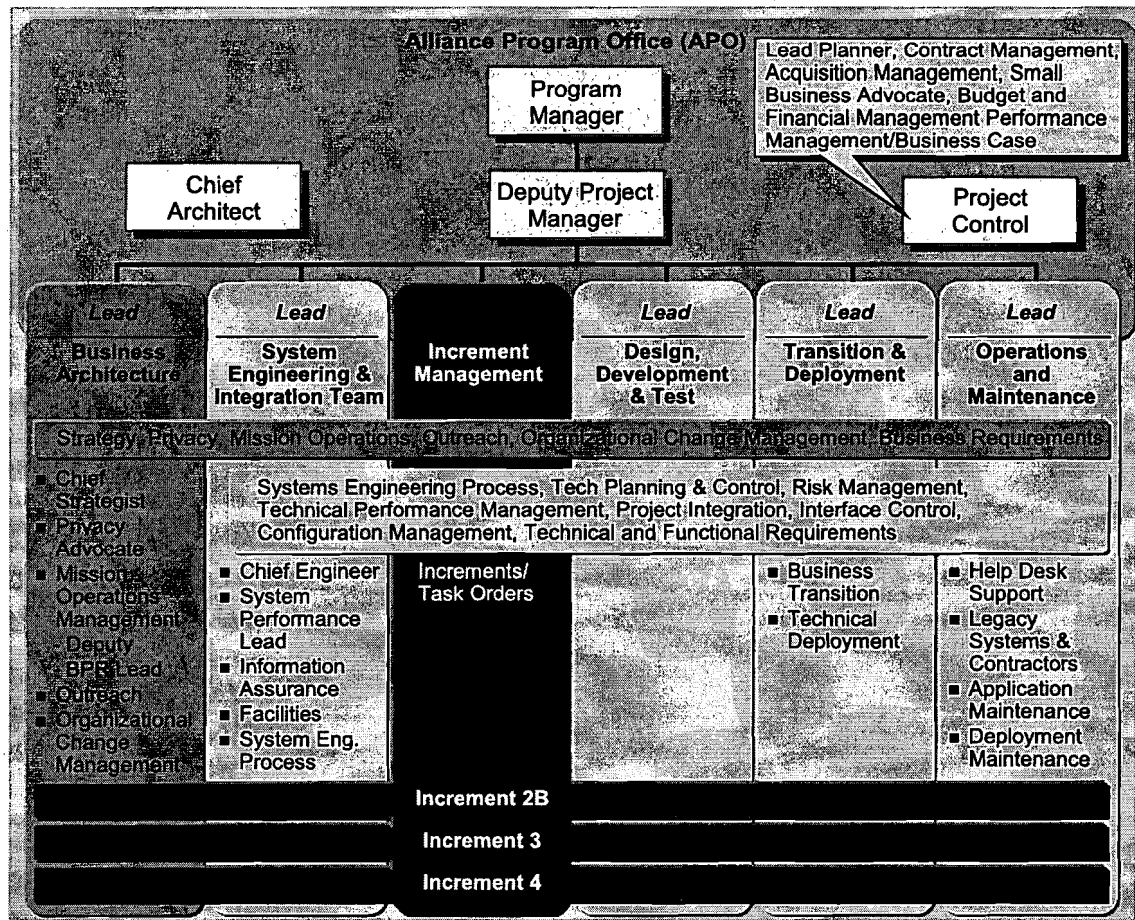 Alliance Program Office (APO)
Lead Planner, Contract Management,
Acquisition Management, Small
Business Advocate, Budget and
Financial Management Performance
Management/Business Case
Program
Manager
Chief
Architect
Deputy Project
Manager
Project
Control
Lead
Business
Architecture
Lead
System
Engineering &
Integration Team
Increment
Management
Lead
Design,
Development
& Test
Lead
Transition &
Deployment
Lead
Operations
and
Maintenance
Strategy, Privacy, Mission Operations, Outreach, Organizational Change Management, Business Requirements
Systems Engineering Process, Tech Planning & Control, Risk Management,
Technical Performance Management, Project Integration, Interface Control,
Configuration Management, Technical and Functional Requirements
■ Chief
Strategist
■ Privacy
Advocate
■ Mission
Operations
Management
Deputy
BPR Lead
■ Outreach
■ Organizational
Change
Management
■ Chief Engineer
■ System
Performance
Lead
■ Information
Assurance
■ Facilities
■ System Eng.
Process
Increments/
Task Orders
■ Business
Transition
■ Technical
Deployment
■ Help Desk
Support
■ Legacy
Systems &
Contractors
■ Application
Maintenance
■ Deployment
Maintenance
Increment 2B
Increment 3
Increment 4